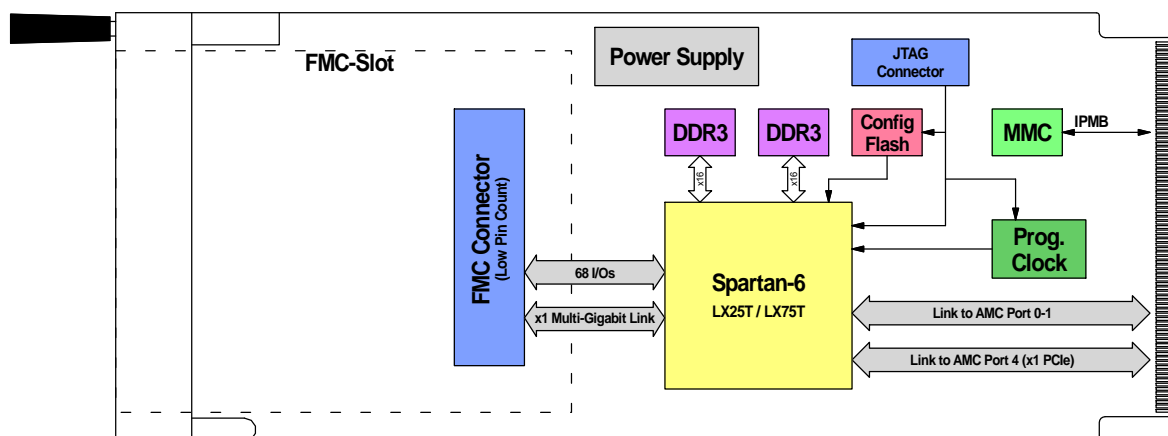 FMC-Slot
Power Supply
JTAG
Connector
DDR3
DDR3
Config
Flash
MMC
IPMB
x16
x16
FMC Connector
(Low Pin Count)
68 I/Os
x1 Multi-Gigabit Link
Spartan-6
LX25T / LX75T
Prog.
Clock
Link to AMC Port 0-1
Link to AMC Port 4 (x1 PCIe)